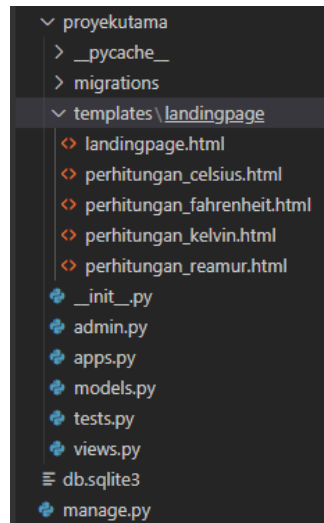 proyekutama
__pycache__
migrations
templates\landingpage
landingpage.html
perhitungan_celsius.html
perhitungan_fahrenheit.html
perhitungan_kelvin.html
perhitungan_reamur.html
__init__.py
admin.py
apps.py
models.py
tests.py
views.py
db.sqlite3
manage.py